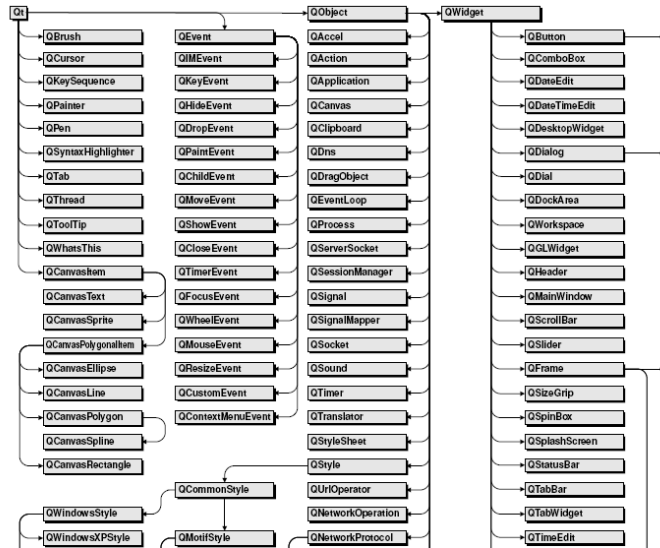 Qt
QObject
QWidget
QBrush
QEvent
QAccel
QButton
QCursor
QIMEvent
QAction
QComboBox
QKeySequence
QKeyEvent
QApplication
QDateEdit
QPainter
QHideEvent
QCanvas
QDateTimeEdit
QPen
QDropEvent
QClipboard
QDesktopWidget
QSyntaxHighlighter
QPaintEvent
QDns
QDialog
QTab
QChildEvent
QDragObject
QDial
QThread
QMoveEvent
QEventLoop
QDockArea
QToolTip
QShowEvent
QProcess
QWorkspace
QWhatsThis
QCloseEvent
QServerSocket
QGLWidget
QCanvasItem
QTimerEvent
QSessionManager
QHeader
QCanvasText
QFocusEvent
QSignal
QMainWindow
QCanvasSprite
QWheelEvent
QSignalMapper
QScrollBar
QCanvasPolygonalItem
QMouseEvent
QSocket
QSlider
QCanvasEllipse
QResizeEvent
QSound
QFrame
QCanvasLine
QCustomEvent
QTimer
QSizeGrip
QCanvasPolygon
QContextMenuEvent
QTranslator
QSpinBox
QCanvasSpline
QStyleSheet
QSplashScreen
QCanvasRectangle
QStyle
QStatusBar
QCommonStyle
QUrlOperator
QTabBar
QWindowsStyle
QNetworkOperation
QTabWidget
QWindowsXPStyle
QMotifStyle
QNetworkProtocol
QTimeEdit